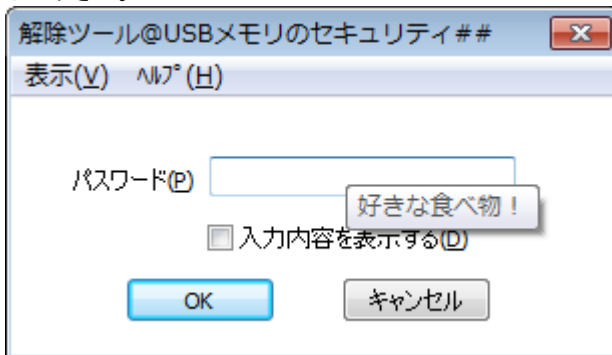 解除ツール@USBメモリのセキュリティ##
表示(V) ﾍﾙﾌﾟ(H)
パスワード(P)
好きな食べ物！
入力内容を表示する(D)
OK キャンセル